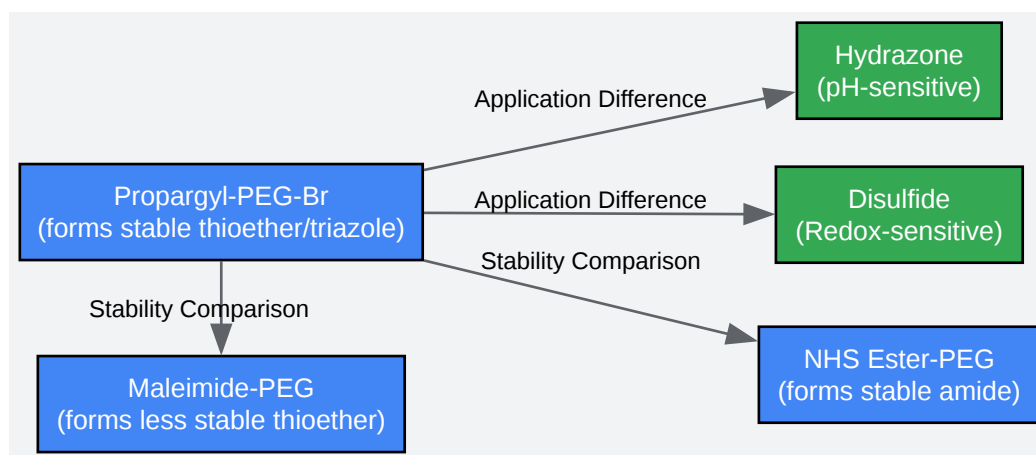 Hydrazone
(pH-sensitive)
Application Difference
Propargyl-PEG-Br
(forms stable thioether/triazole)
Application Difference
Disulfide
(Redox-sensitive)
Stability Comparison
Stability Comparison
Maleimide-PEG
(forms less stable thioether)
NHS Ester-PEG
(forms stable amide)